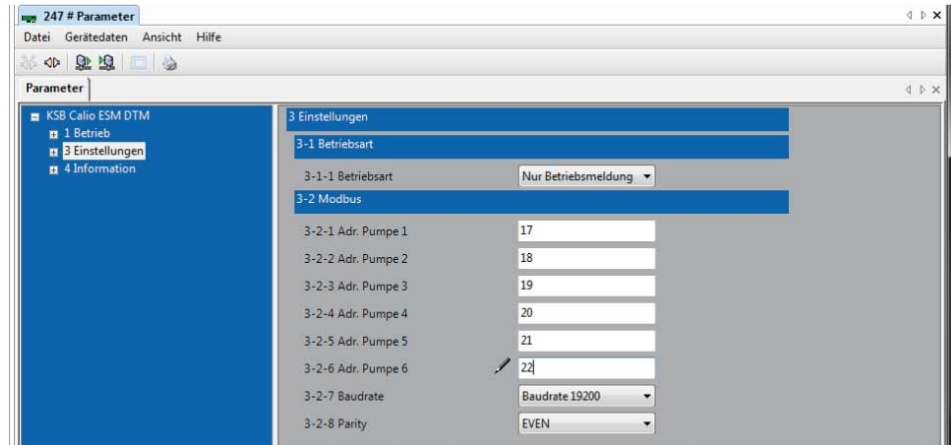 247 # Parameter
Datei Gerätedaten Ansicht Hilfe
Parameter
KSB Calio ESM DTM
1 Betrieb
3 Einstellungen
4 Information
3 Einstellungen
3-1 Betriebsart
3-1-1 Betriebsart Nur Betriebsmeldung
3-2 Modbus
3-2-1 Adr. Pumpe 1 17
3-2-2 Adr. Pumpe 2 18
3-2-3 Adr. Pumpe 3 19
3-2-4 Adr. Pumpe 4 20
3-2-5 Adr. Pumpe 5 21
3-2-6 Adr. Pumpe 6 22
3-2-7 Baudrate Baudrate 19200
3-2-8 Parity EVEN